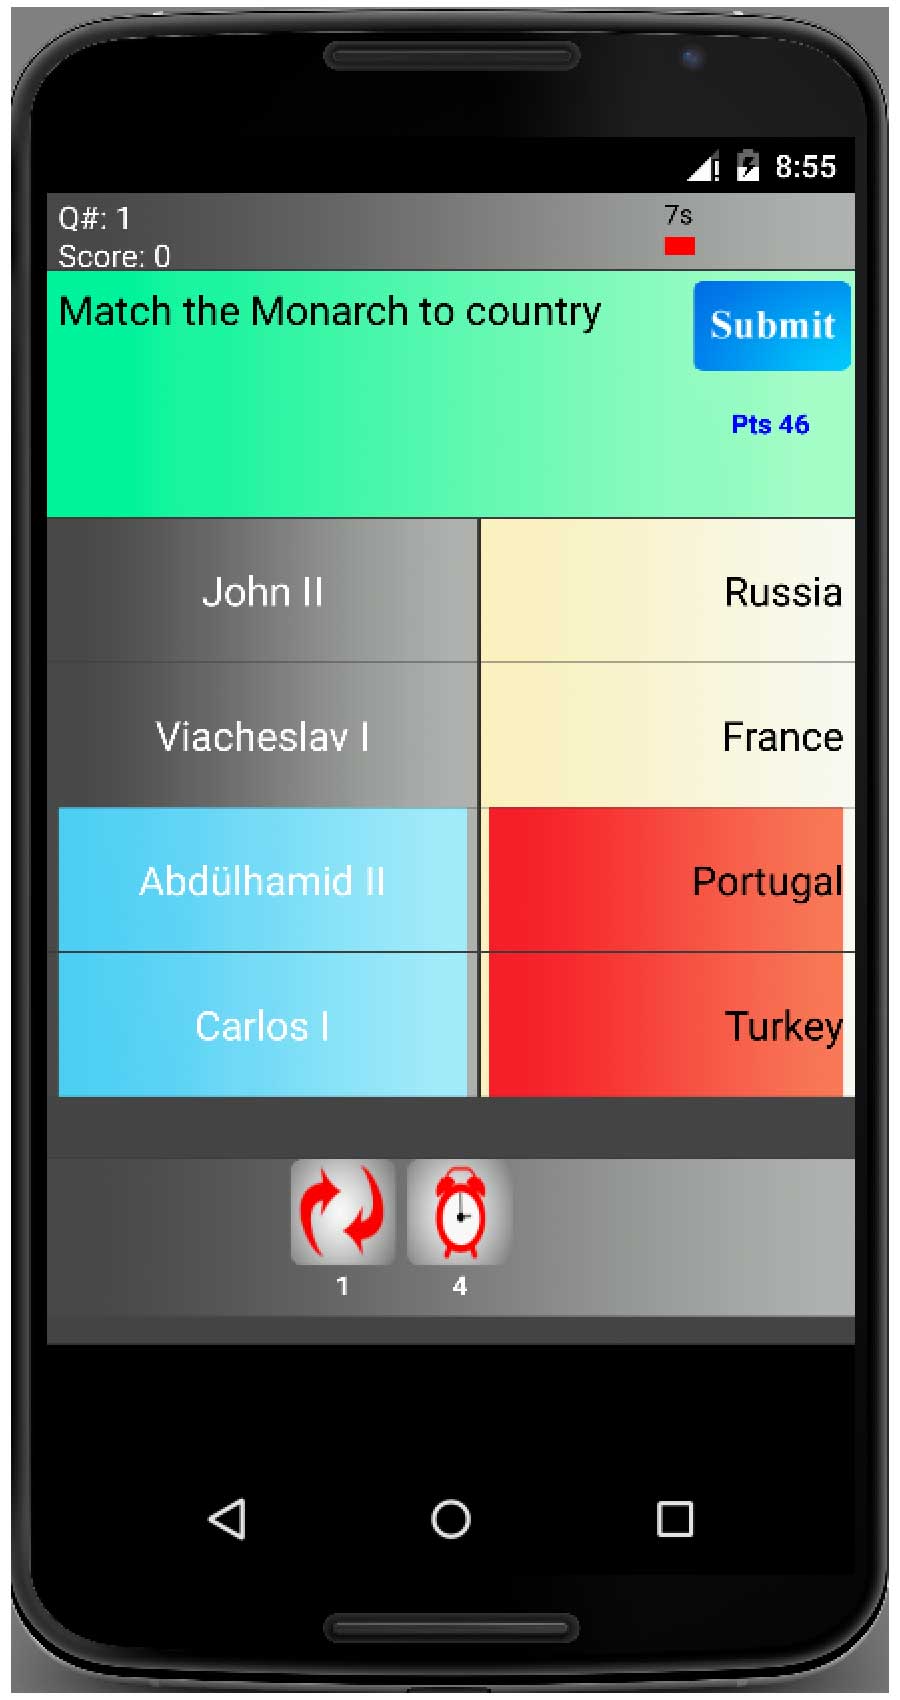 8:55
Q#: 1
7s
Score: 0
Match the Monarch to country
Submit
Pts 46
John II
Russia
Viacheslav I
France
Abdülhamid II
Portugal
Carlos I
Turkey
1
4